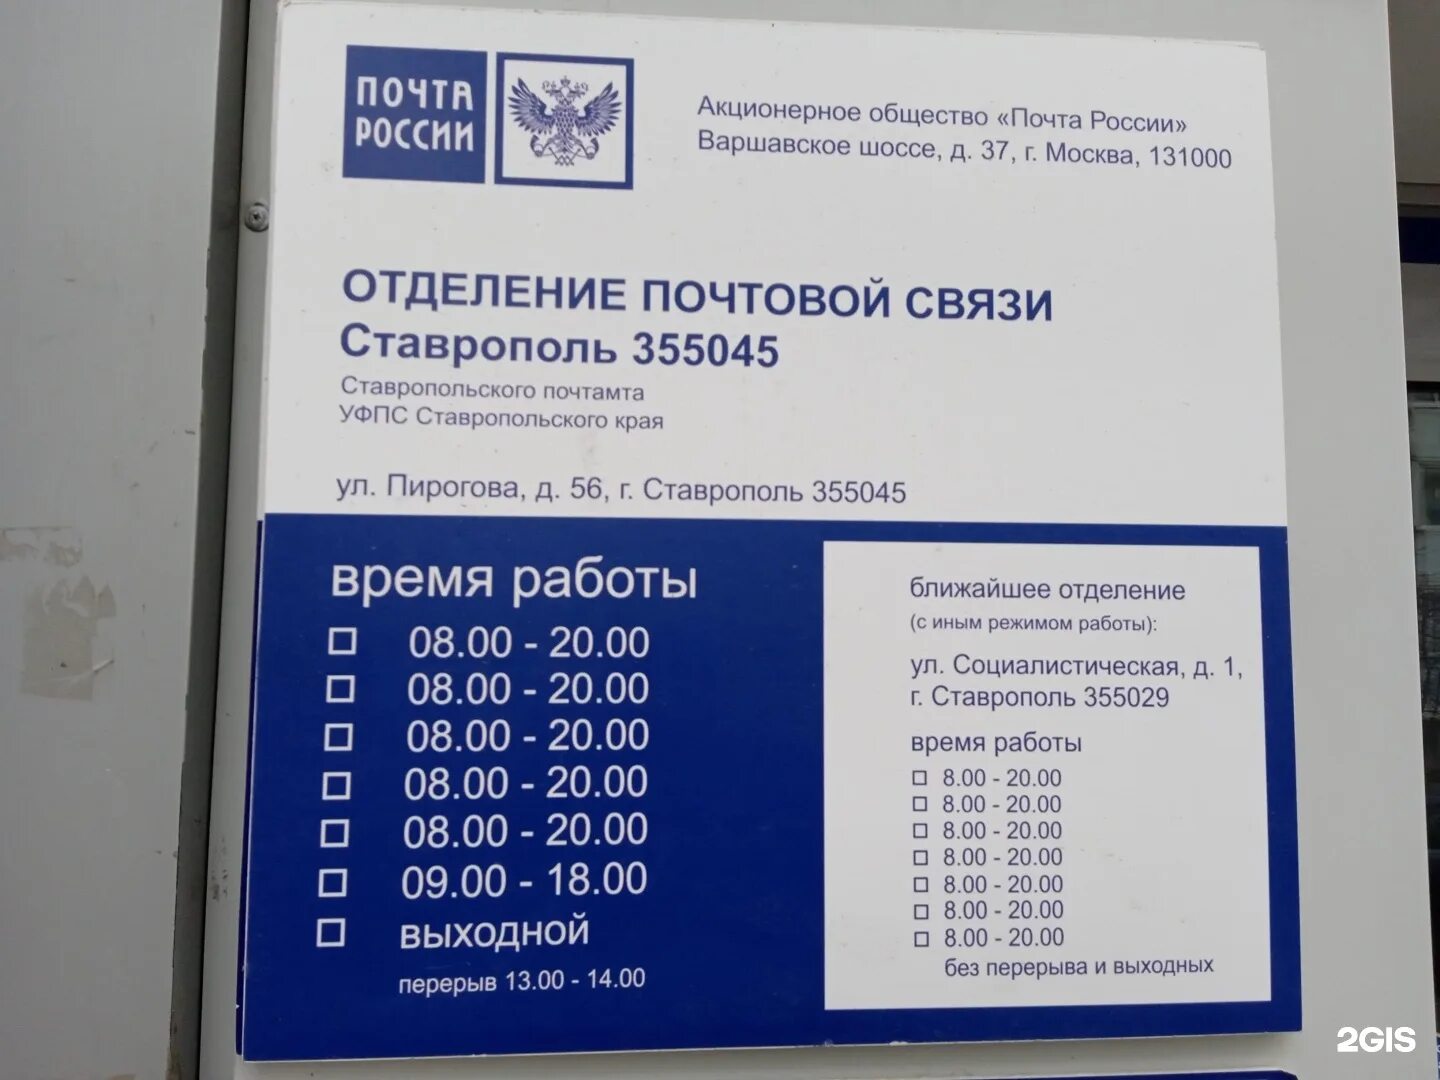 ПОЧТА
РОССИИ
Акционерное общество «Почта России»
Варшавское шоссе, д. 37, г. Москва, 131000
ОТДЕЛЕНИЕ ПОЧТОВОЙ СВЯЗИ
Ставрополь 355045
Ставропольского почтамта
УФПС Ставропольского края
ул. Пирогова, д. 56, г. Ставрополь 355045
время работы
08.00 - 20.00
08.00 - 20.00
08.00 - 20.00
08.00 - 20.00
08.00 - 20.00
09.00 - 18.00
выходной
перерыв 13.00 - 14.00
ближайшее отделение
(с иным режимом работы):
ул. Социалистическая, д. 1,
г. Ставрополь 355029
время работы
8.00 - 20.00
8.00 - 20.00
8.00 - 20.00
8.00 - 20.00
8.00 - 20.00
8.00 - 20.00
8.00 - 20.00
без перерыва и выходных
2GIS